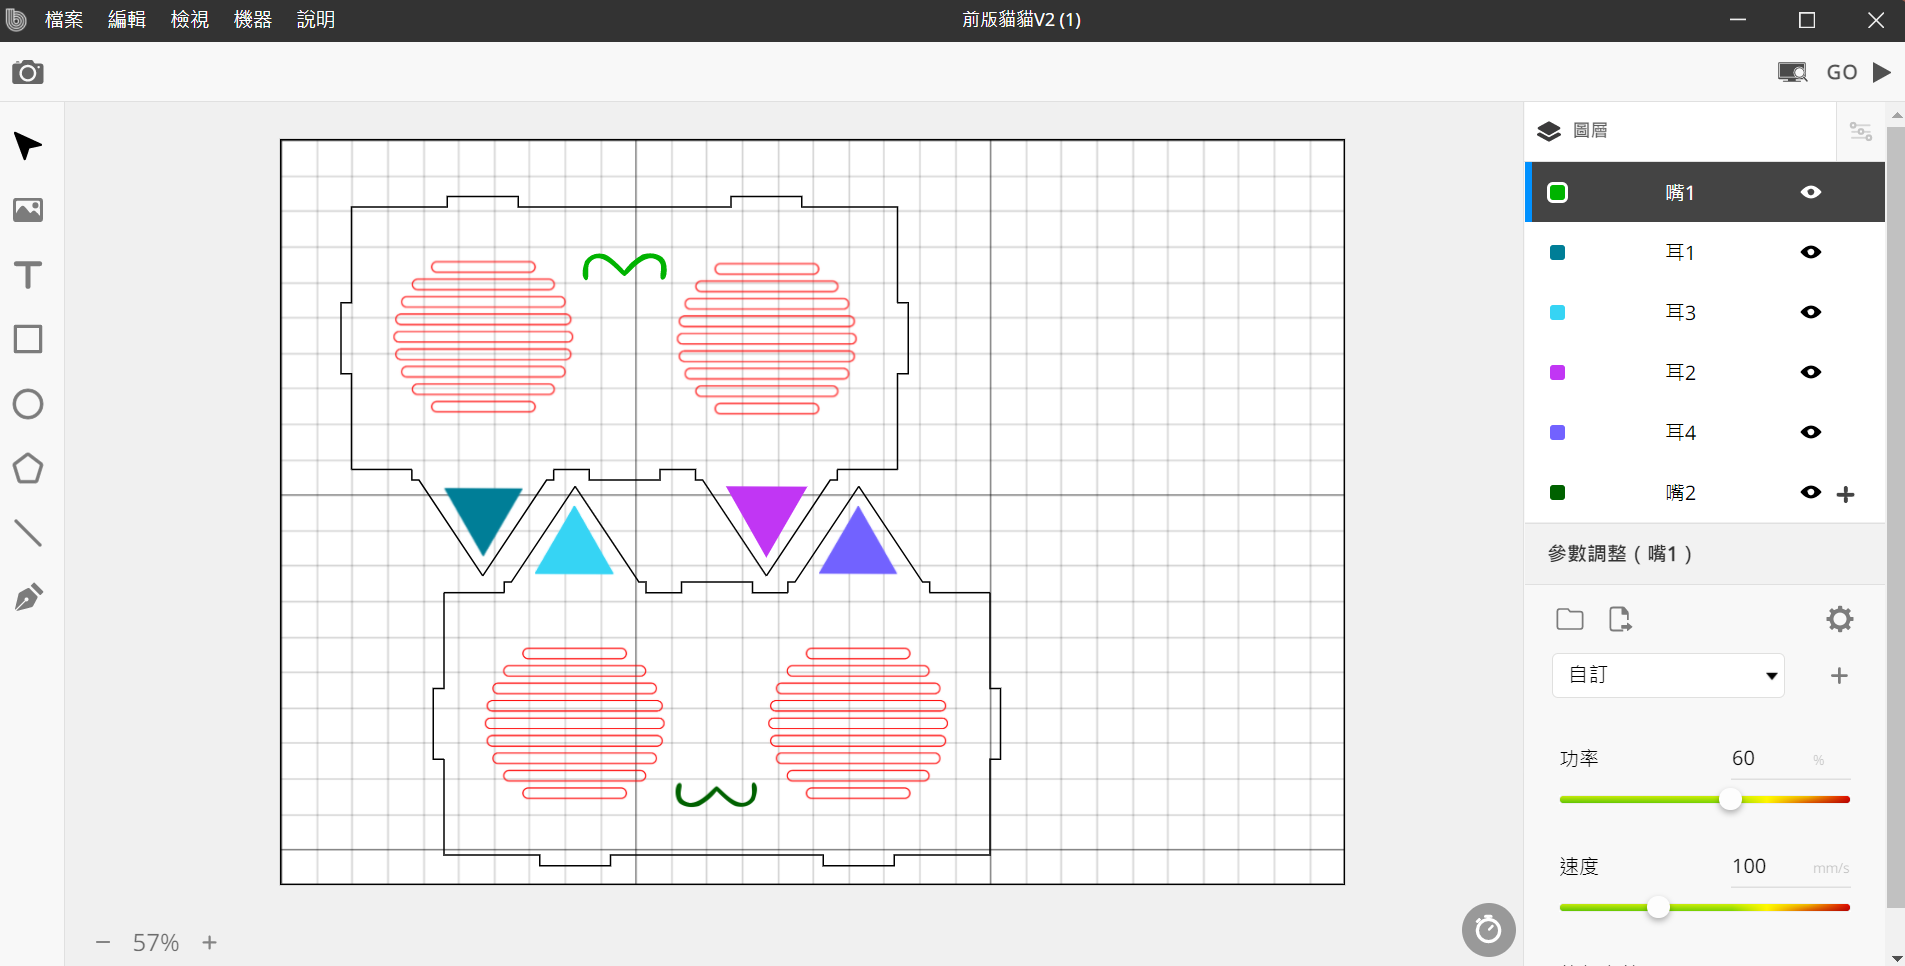 檔案 編輯 檢視 機器 說明 前版貓貓V2 (1)
GO
圖層
嘴1
耳1
耳3
耳2
耳4
嘴2
參數調整 ( 嘴1 )
自訂
功率 60 %
速度 100 mm/s
57%